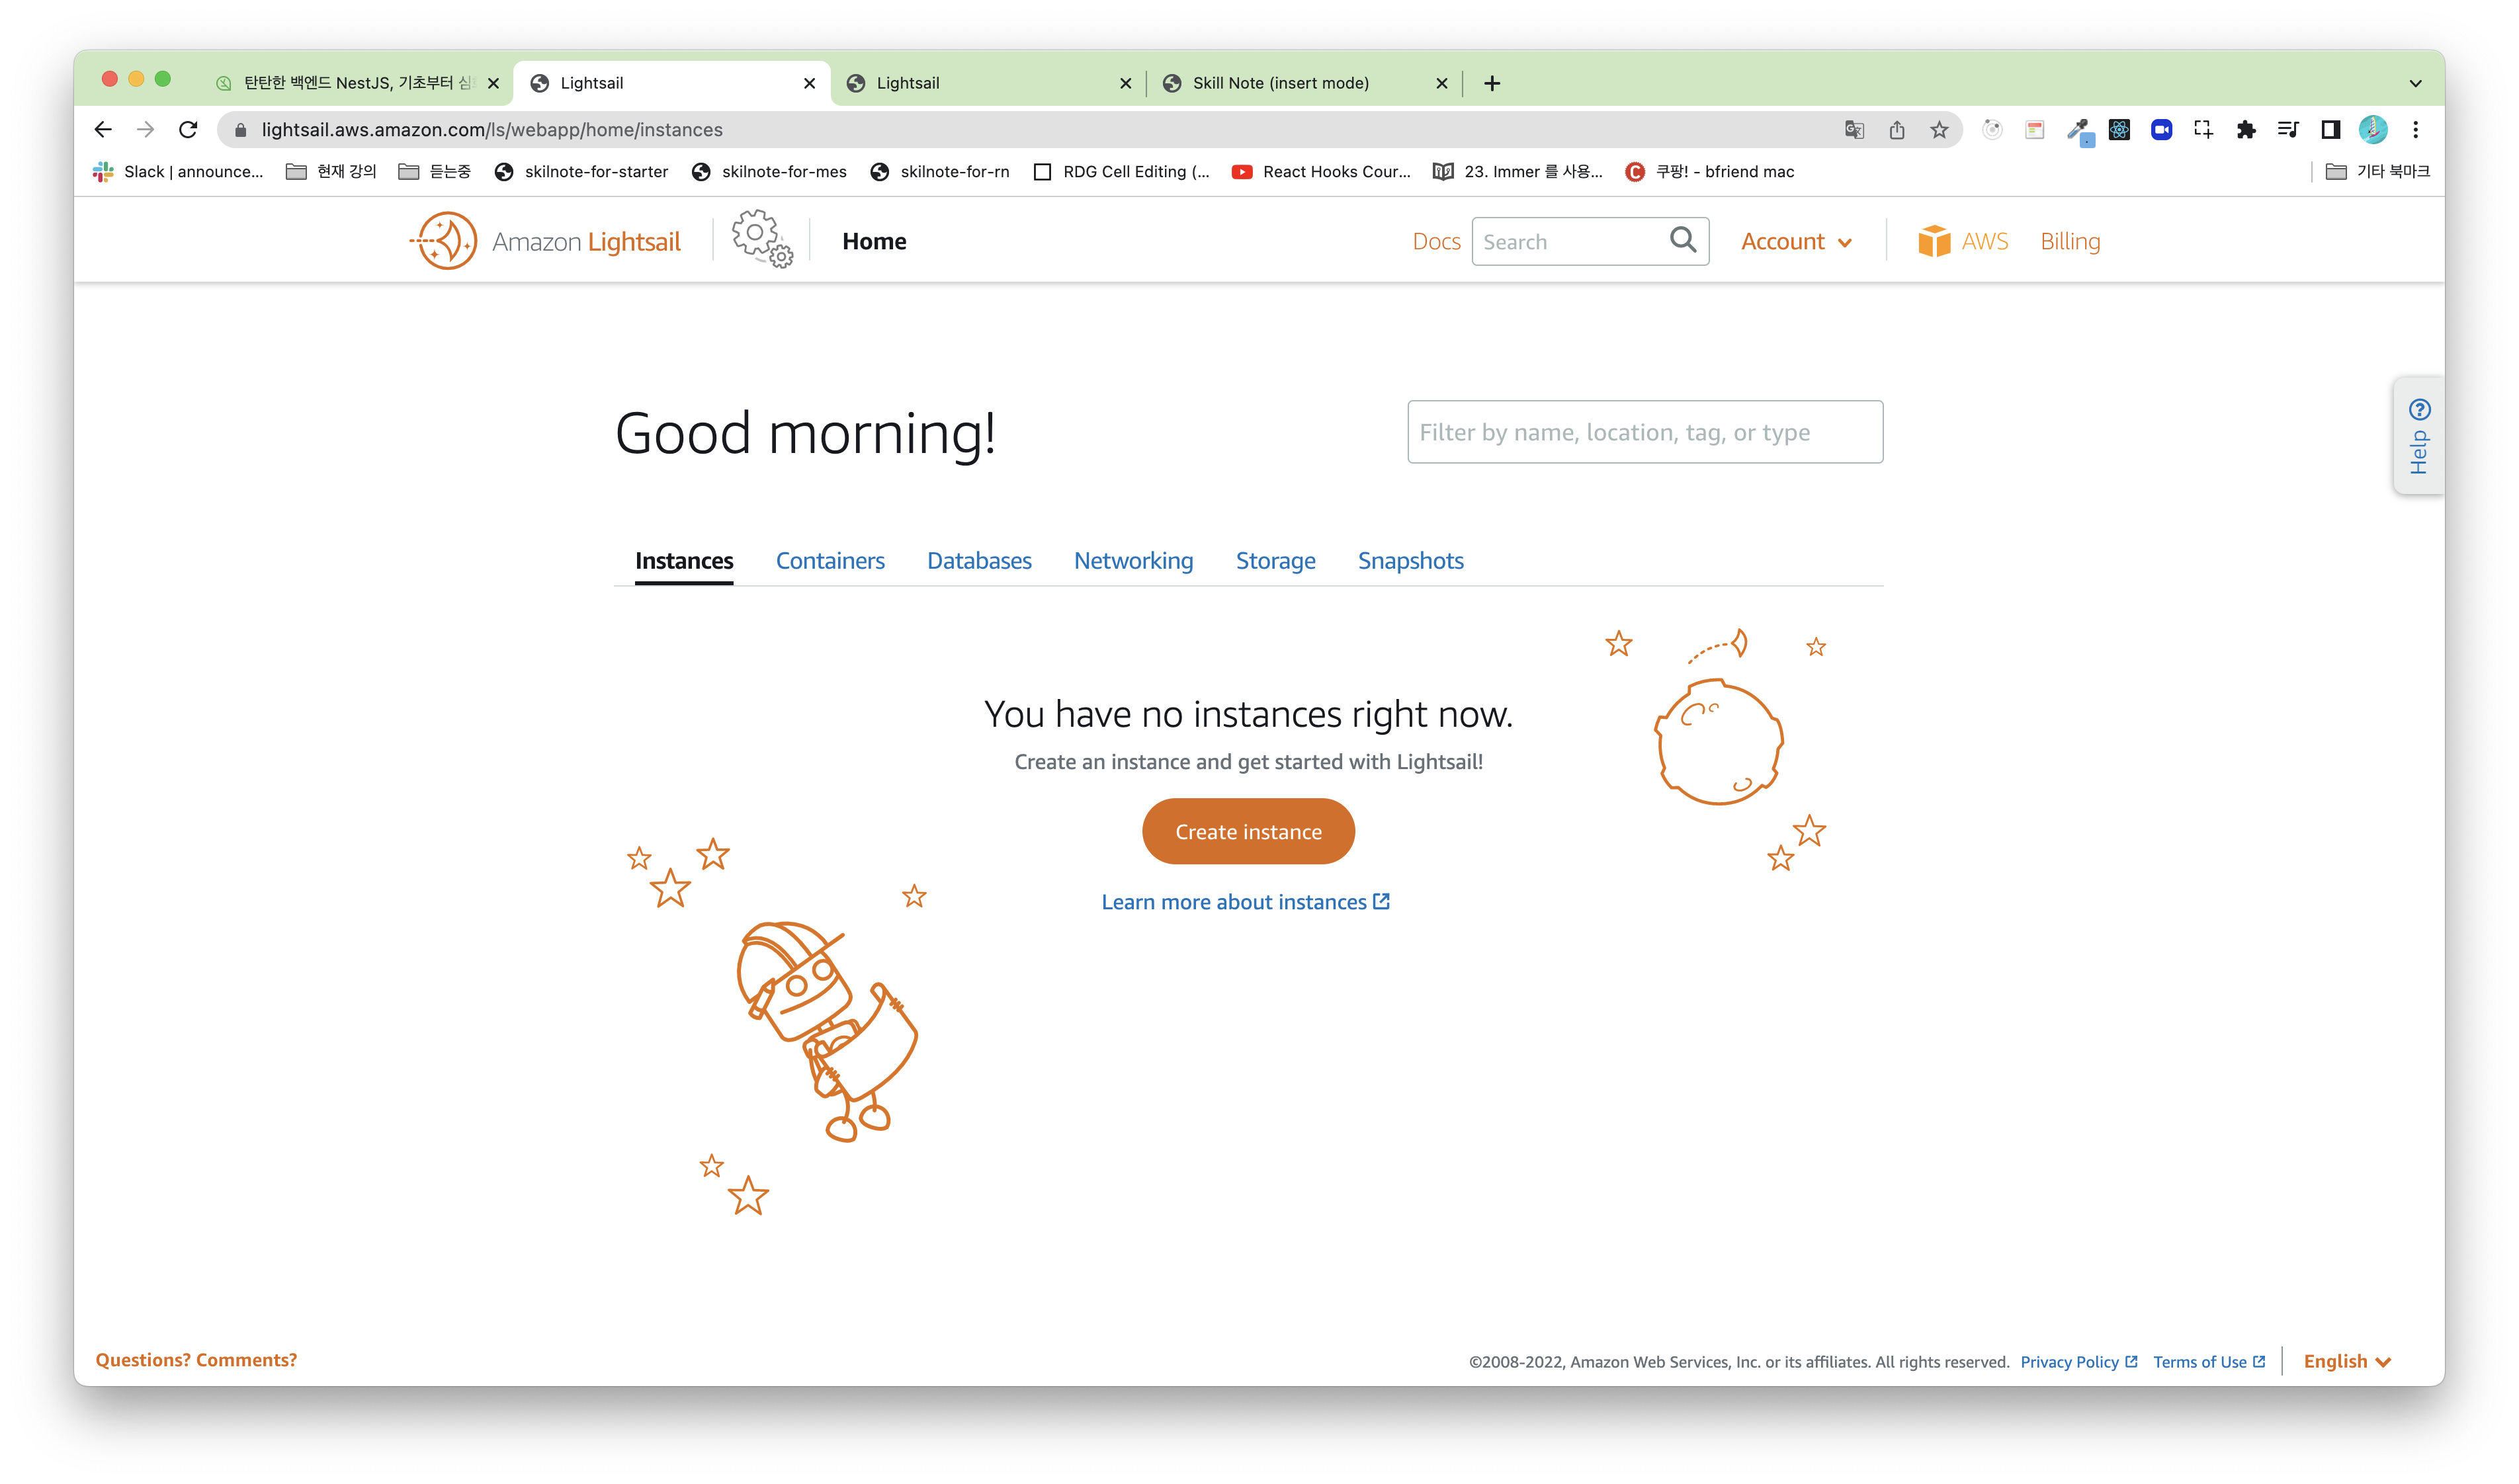 탄탄한 백엔드 NestJS, 기초부터 심
Lightsail
Lightsail
Skill Note (insert mode)
lightsail.aws.amazon.com/ls/webapp/home/instances
Slack | announce...
현재 강의
듣는중
skilnote-for-starter
skilnote-for-mes
skilnote-for-rn
RDG Cell Editing (...
React Hooks Cour...
23. Immer 를 사용...
쿠팡! - bfriend mac
기타 북마크
Amazon Lightsail
Home
Docs
Search
Account
AWS
Billing
Help
Good morning!
Filter by name, location, tag, or type
Instances
Containers
Databases
Networking
Storage
Snapshots
You have no instances right now.
Create an instance and get started with Lightsail!
Create instance
Learn more about instances
Questions? Comments?
©2008-2022, Amazon Web Services, Inc. or its affiliates. All rights reserved.
Privacy Policy
Terms of Use
English